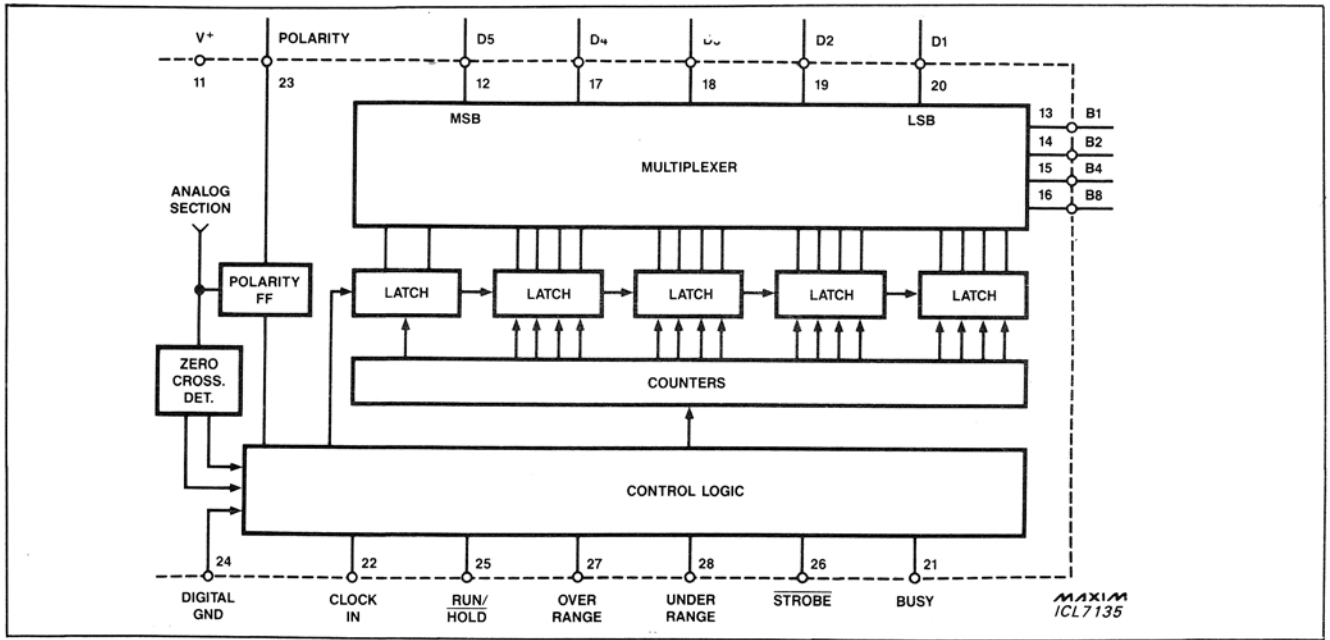 V+ POLARITY D5 D4 D2 D1
11 23 12 17 18 19 20
MSB LSB
MULTIPLEXER
13 B1
14 B2
15 B4
16 B8
ANALOG
SECTION
POLARITY
FF
LATCH LATCH LATCH LATCH LATCH
ZERO
CROSS.
DET.
COUNTERS
CONTROL LOGIC
24 22 25 27 28 26 21
DIGITAL
GND
CLOCK
IN
RUN/
HOLD
OVER
RANGE
UNDER
RANGE
STROBE
BUSY
MAXIM
ICL7135